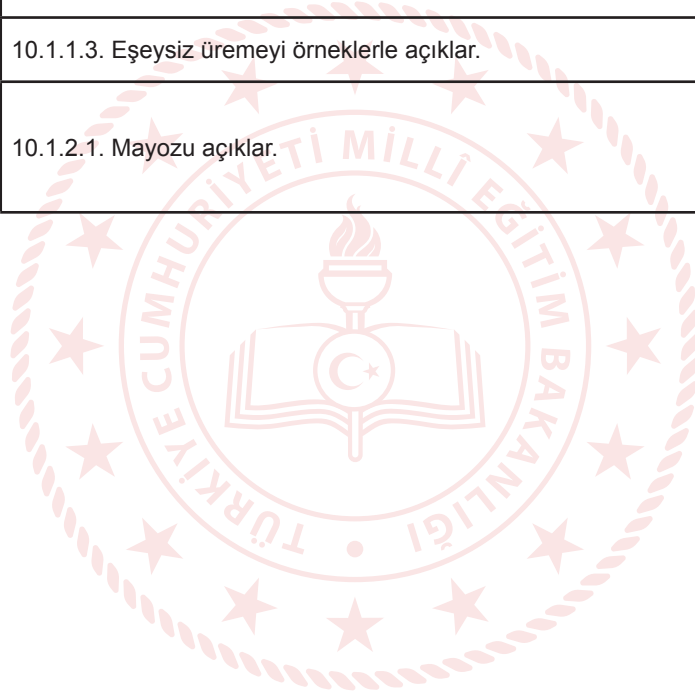 10.1.1.3. Eşeysiz üremeyi örneklerle açıklar.
10.1.2.1. Mayozu açıklar.
TÜRKİYE CUMHURİYETİ MİLLÎ EĞİTİM BAKANLIĞI